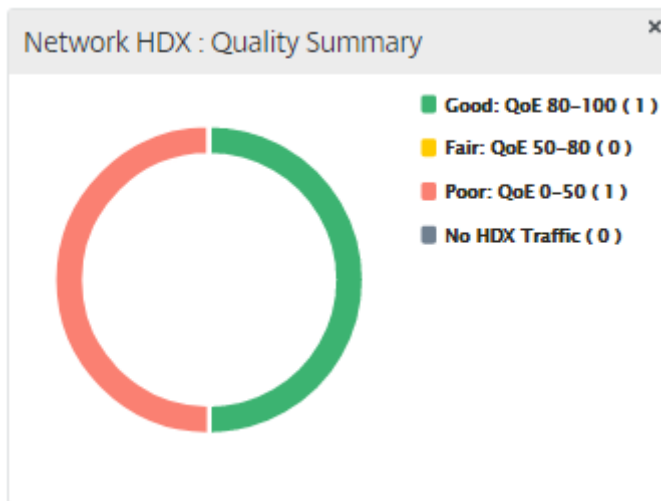 Network HDX : Quality Summary
Good: QoE 80-100 ( 1 )
Fair: QoE 50-80 ( 0 )
Poor: QoE 0-50 ( 1 )
No HDX Traffic ( 0 )